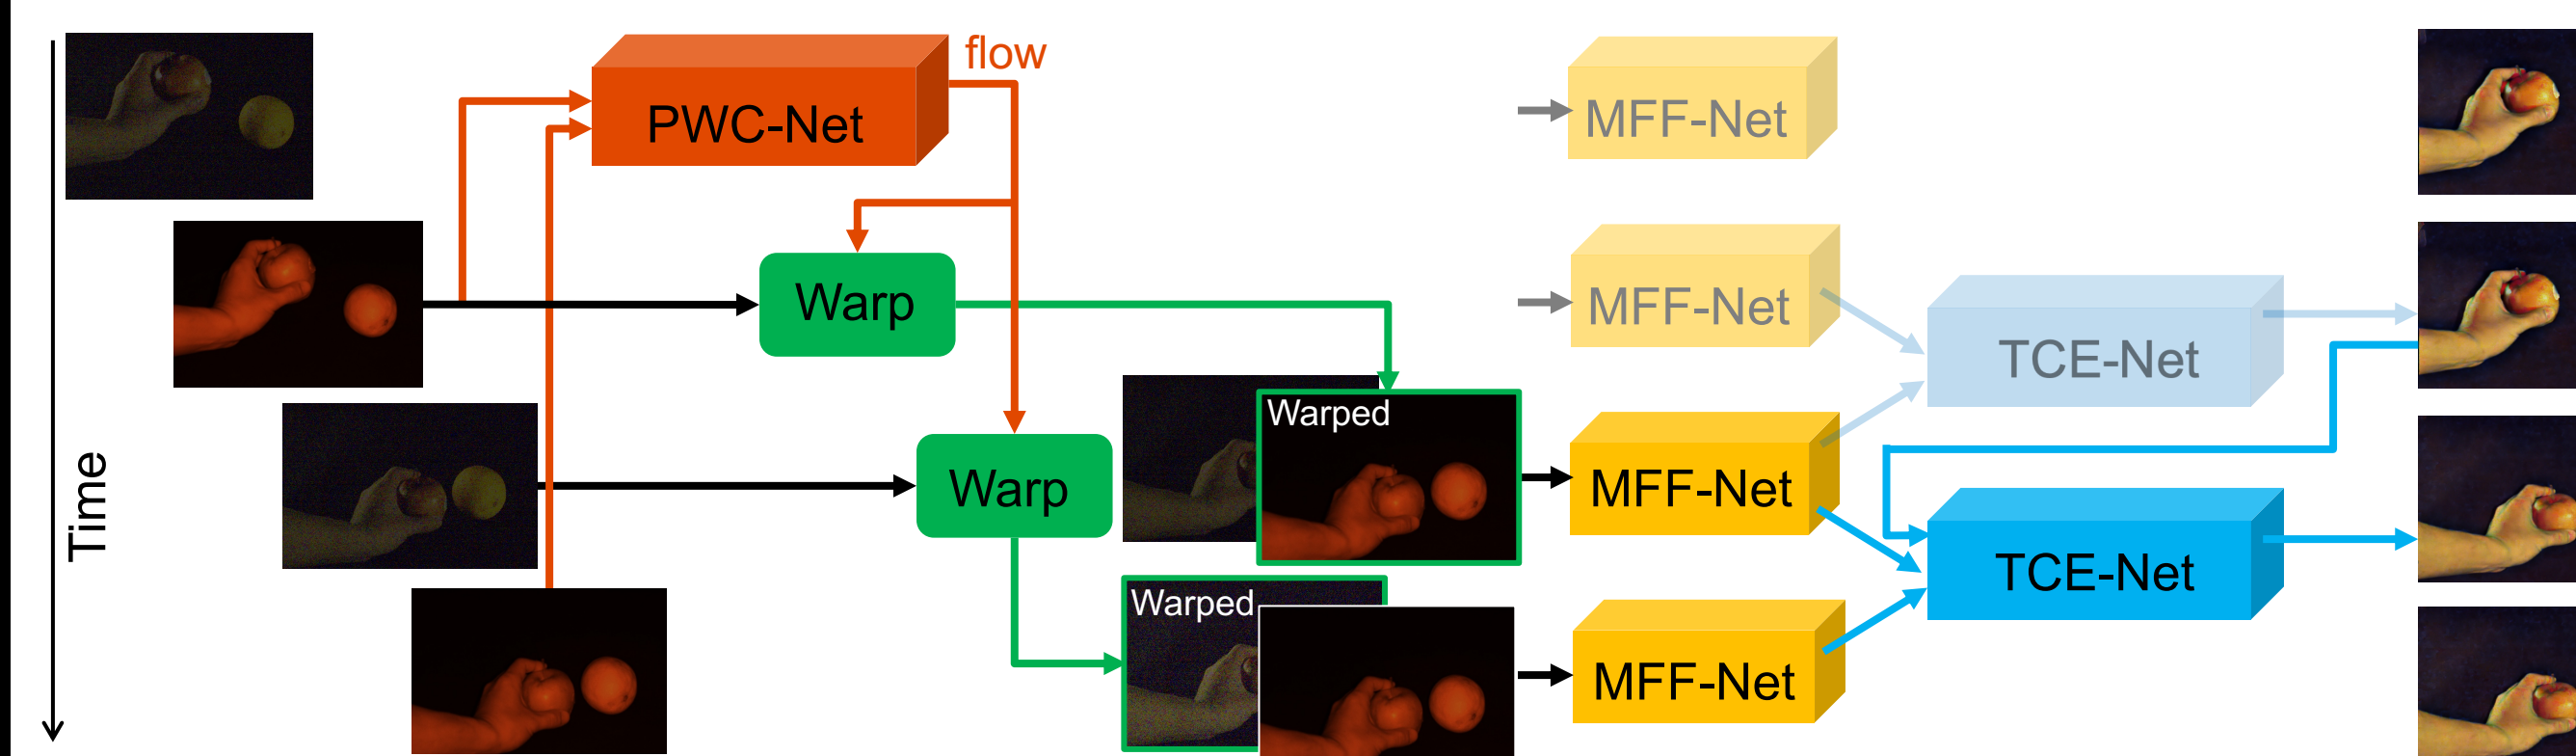 flow
PWC-Net
MFF-Net
Warp
MFF-Net
TCE-Net
Warped
Warp
MFF-Net
Time
TCE-Net
Warped
MFF-Net